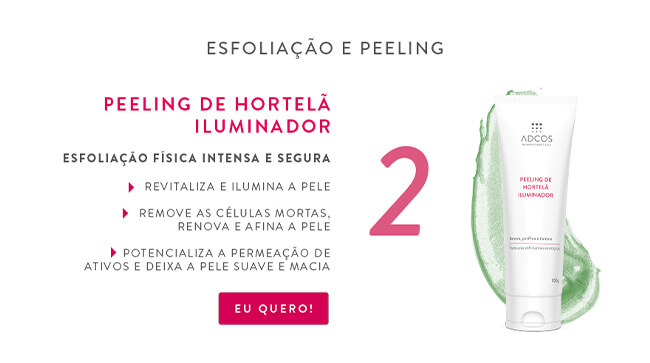 ESFOLIAÇÃO E PEELING
PEELING DE HORTELÃ
ILUMINADOR
ESFOLIAÇÃO FÍSICA INTENSA E SEGURA
REVITALIZA E ILUMINA A PELE
REMOVE AS CÉLULAS MORTAS,
RENOVA E AFINA A PELE
POTENCIALIZA A PERMEAÇÃO DE
ATIVOS E DEIXA A PELE SUAVE E MACIA
EU QUERO!
2
ADCOS
PEELING DE
HORTELÃ
ILUMINADOR